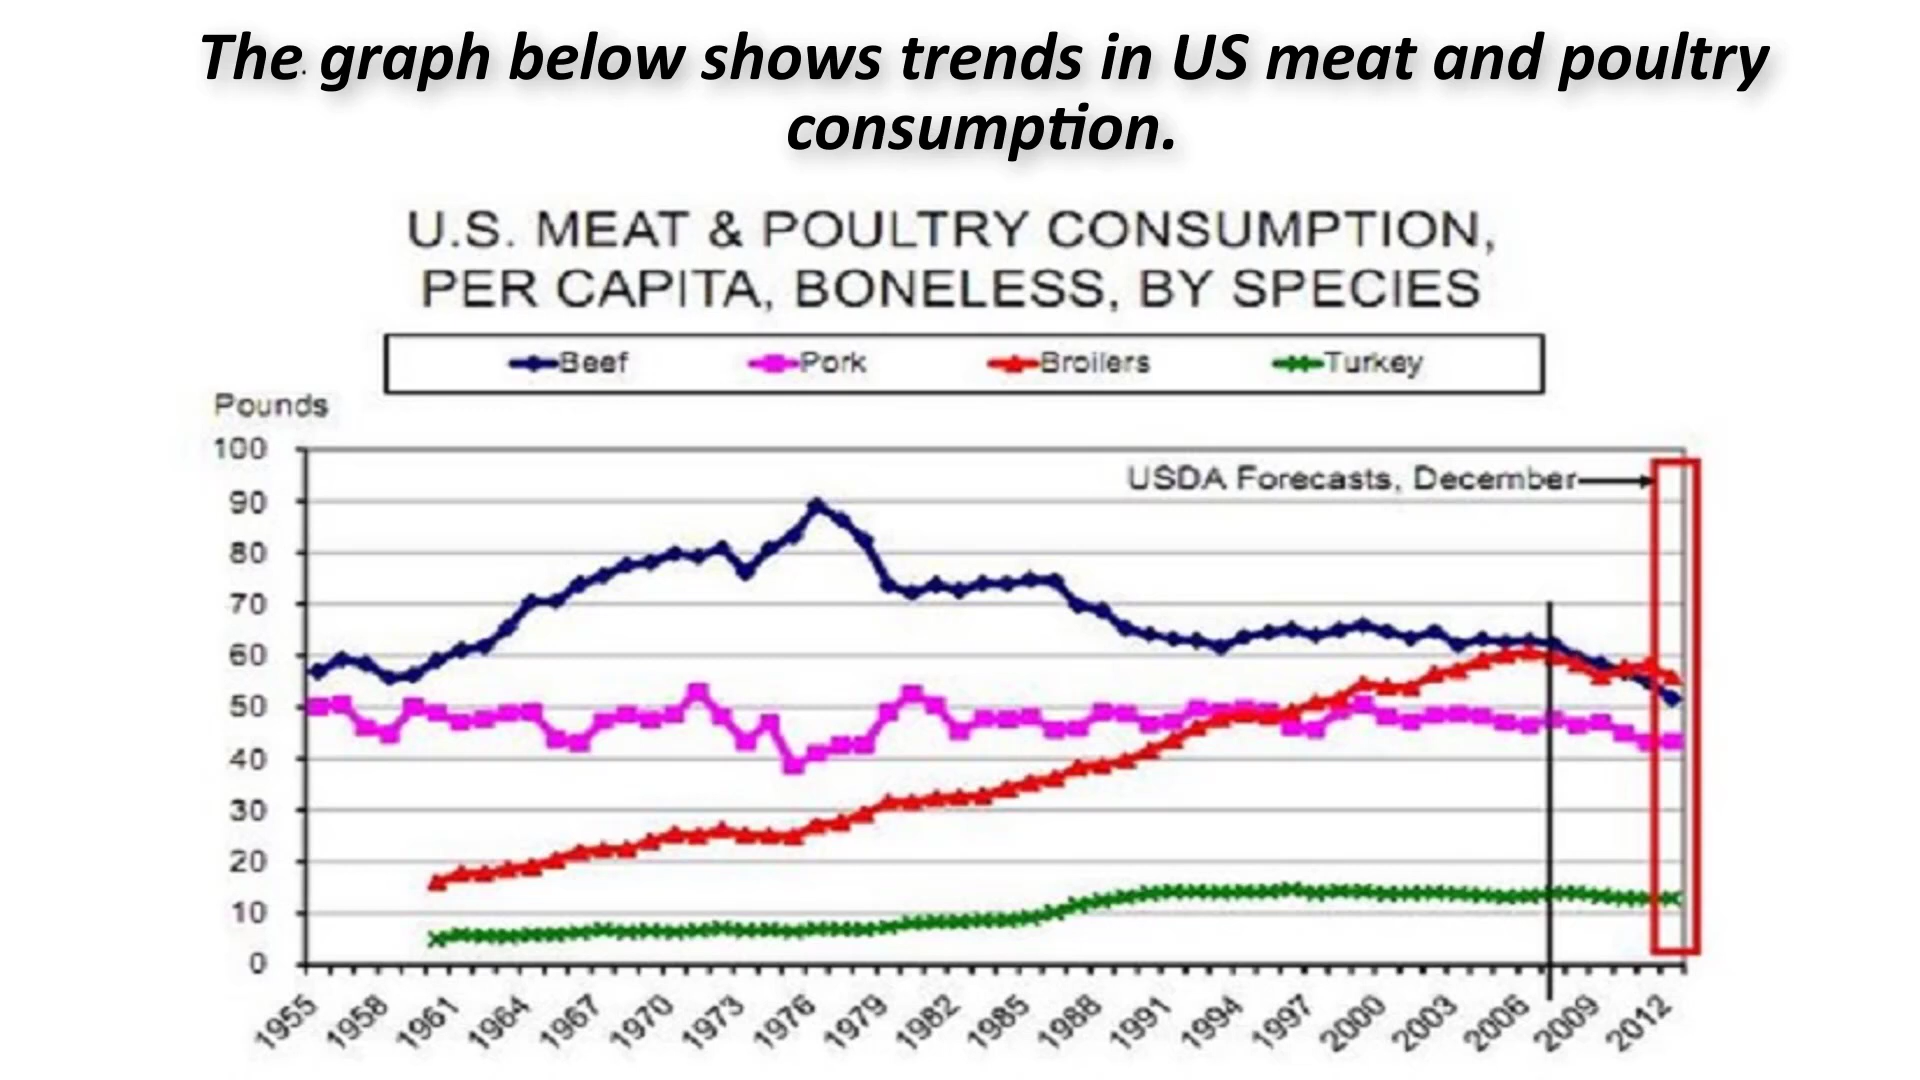 The graph below shows trends in US meat and poultry
consumption.
U.S. MEAT & POULTRY CONSUMPTION,
PER CAPITA, BONELESS, BY SPECIES
Beef Pork Broilers Turkey
Pounds
100
USDA Forecasts, December
90
80
70
60
50
40
30
20
10
0
1955 1958 1961 1964 1967 1970 1973 1976 1979 1982 1985 1988 1991 1994 1997 2000 2003 2006 2009 2012